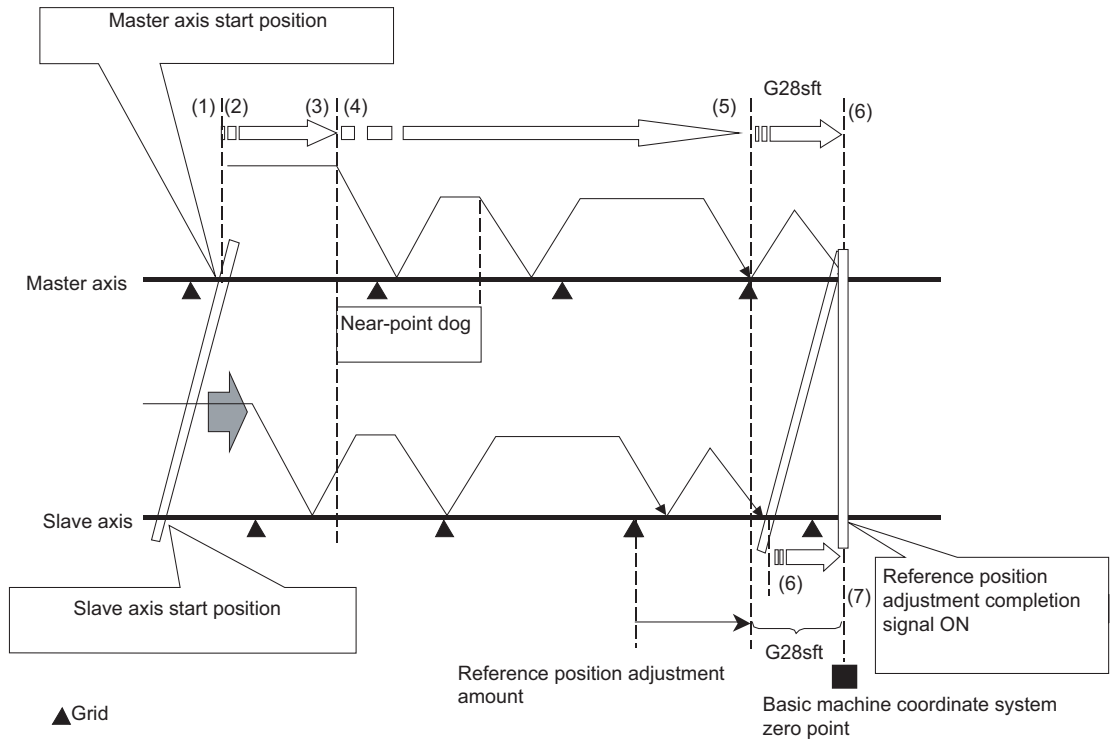 Master axis start position
G28sft
(1) (2) (3) (4) (5) (6)
Master axis
Near-point dog
Slave axis
Slave axis start position
(6)
(7)
Reference position
adjustment completion
signal ON
G28sft
Reference position adjustment
amount
Basic machine coordinate system
zero point
Grid